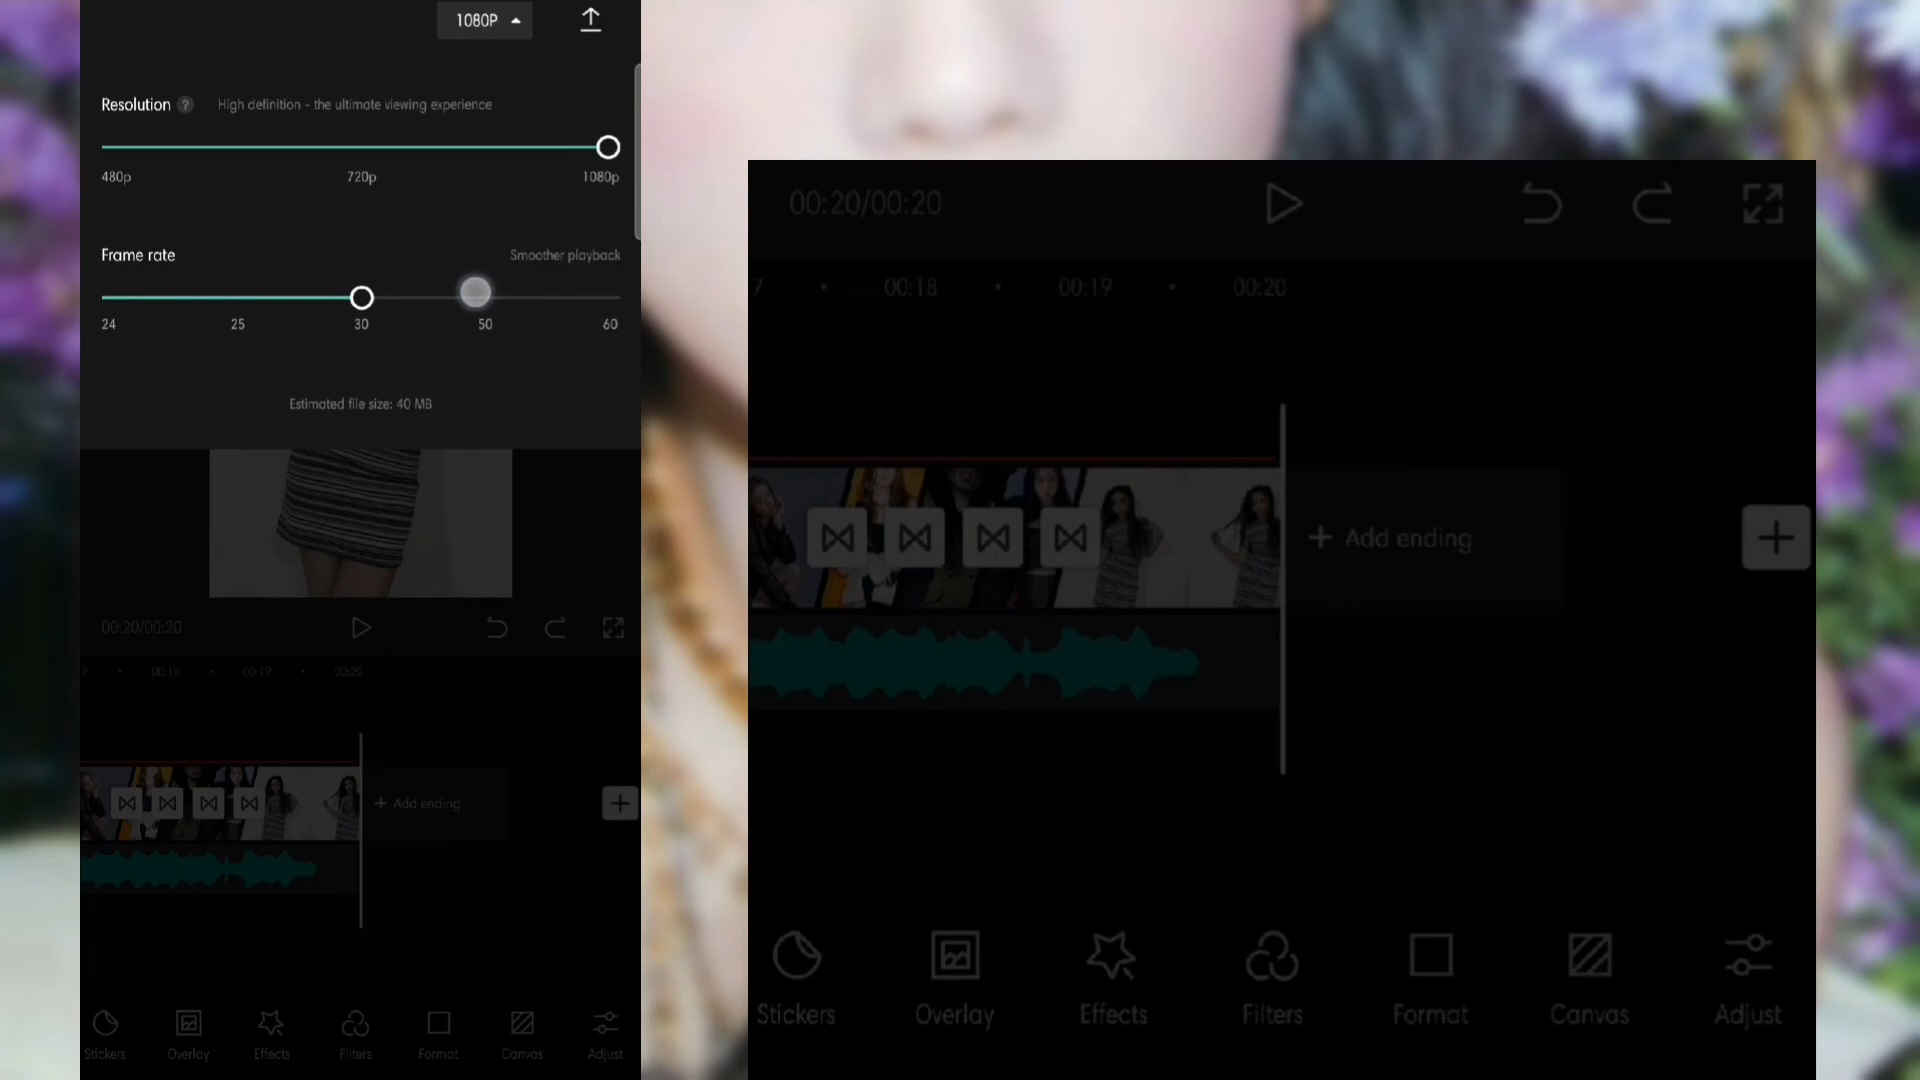 1080P
Resolution ? High definition - the ultimate viewing experience
480p 720p 1080p
Frame rate Smoother playback
24 25 30 50 60
Estimated file size: 40 MB
00:20/00:20
7 00:18 00:19 00:20
+ Add ending
Stickers Overlay Effects Filters Format Canvas Adjust
00:20/00:20
7 00:18 00:19 00:20
+ Add ending
Stickers Overlay Effects Filters Format Canvas Adjust